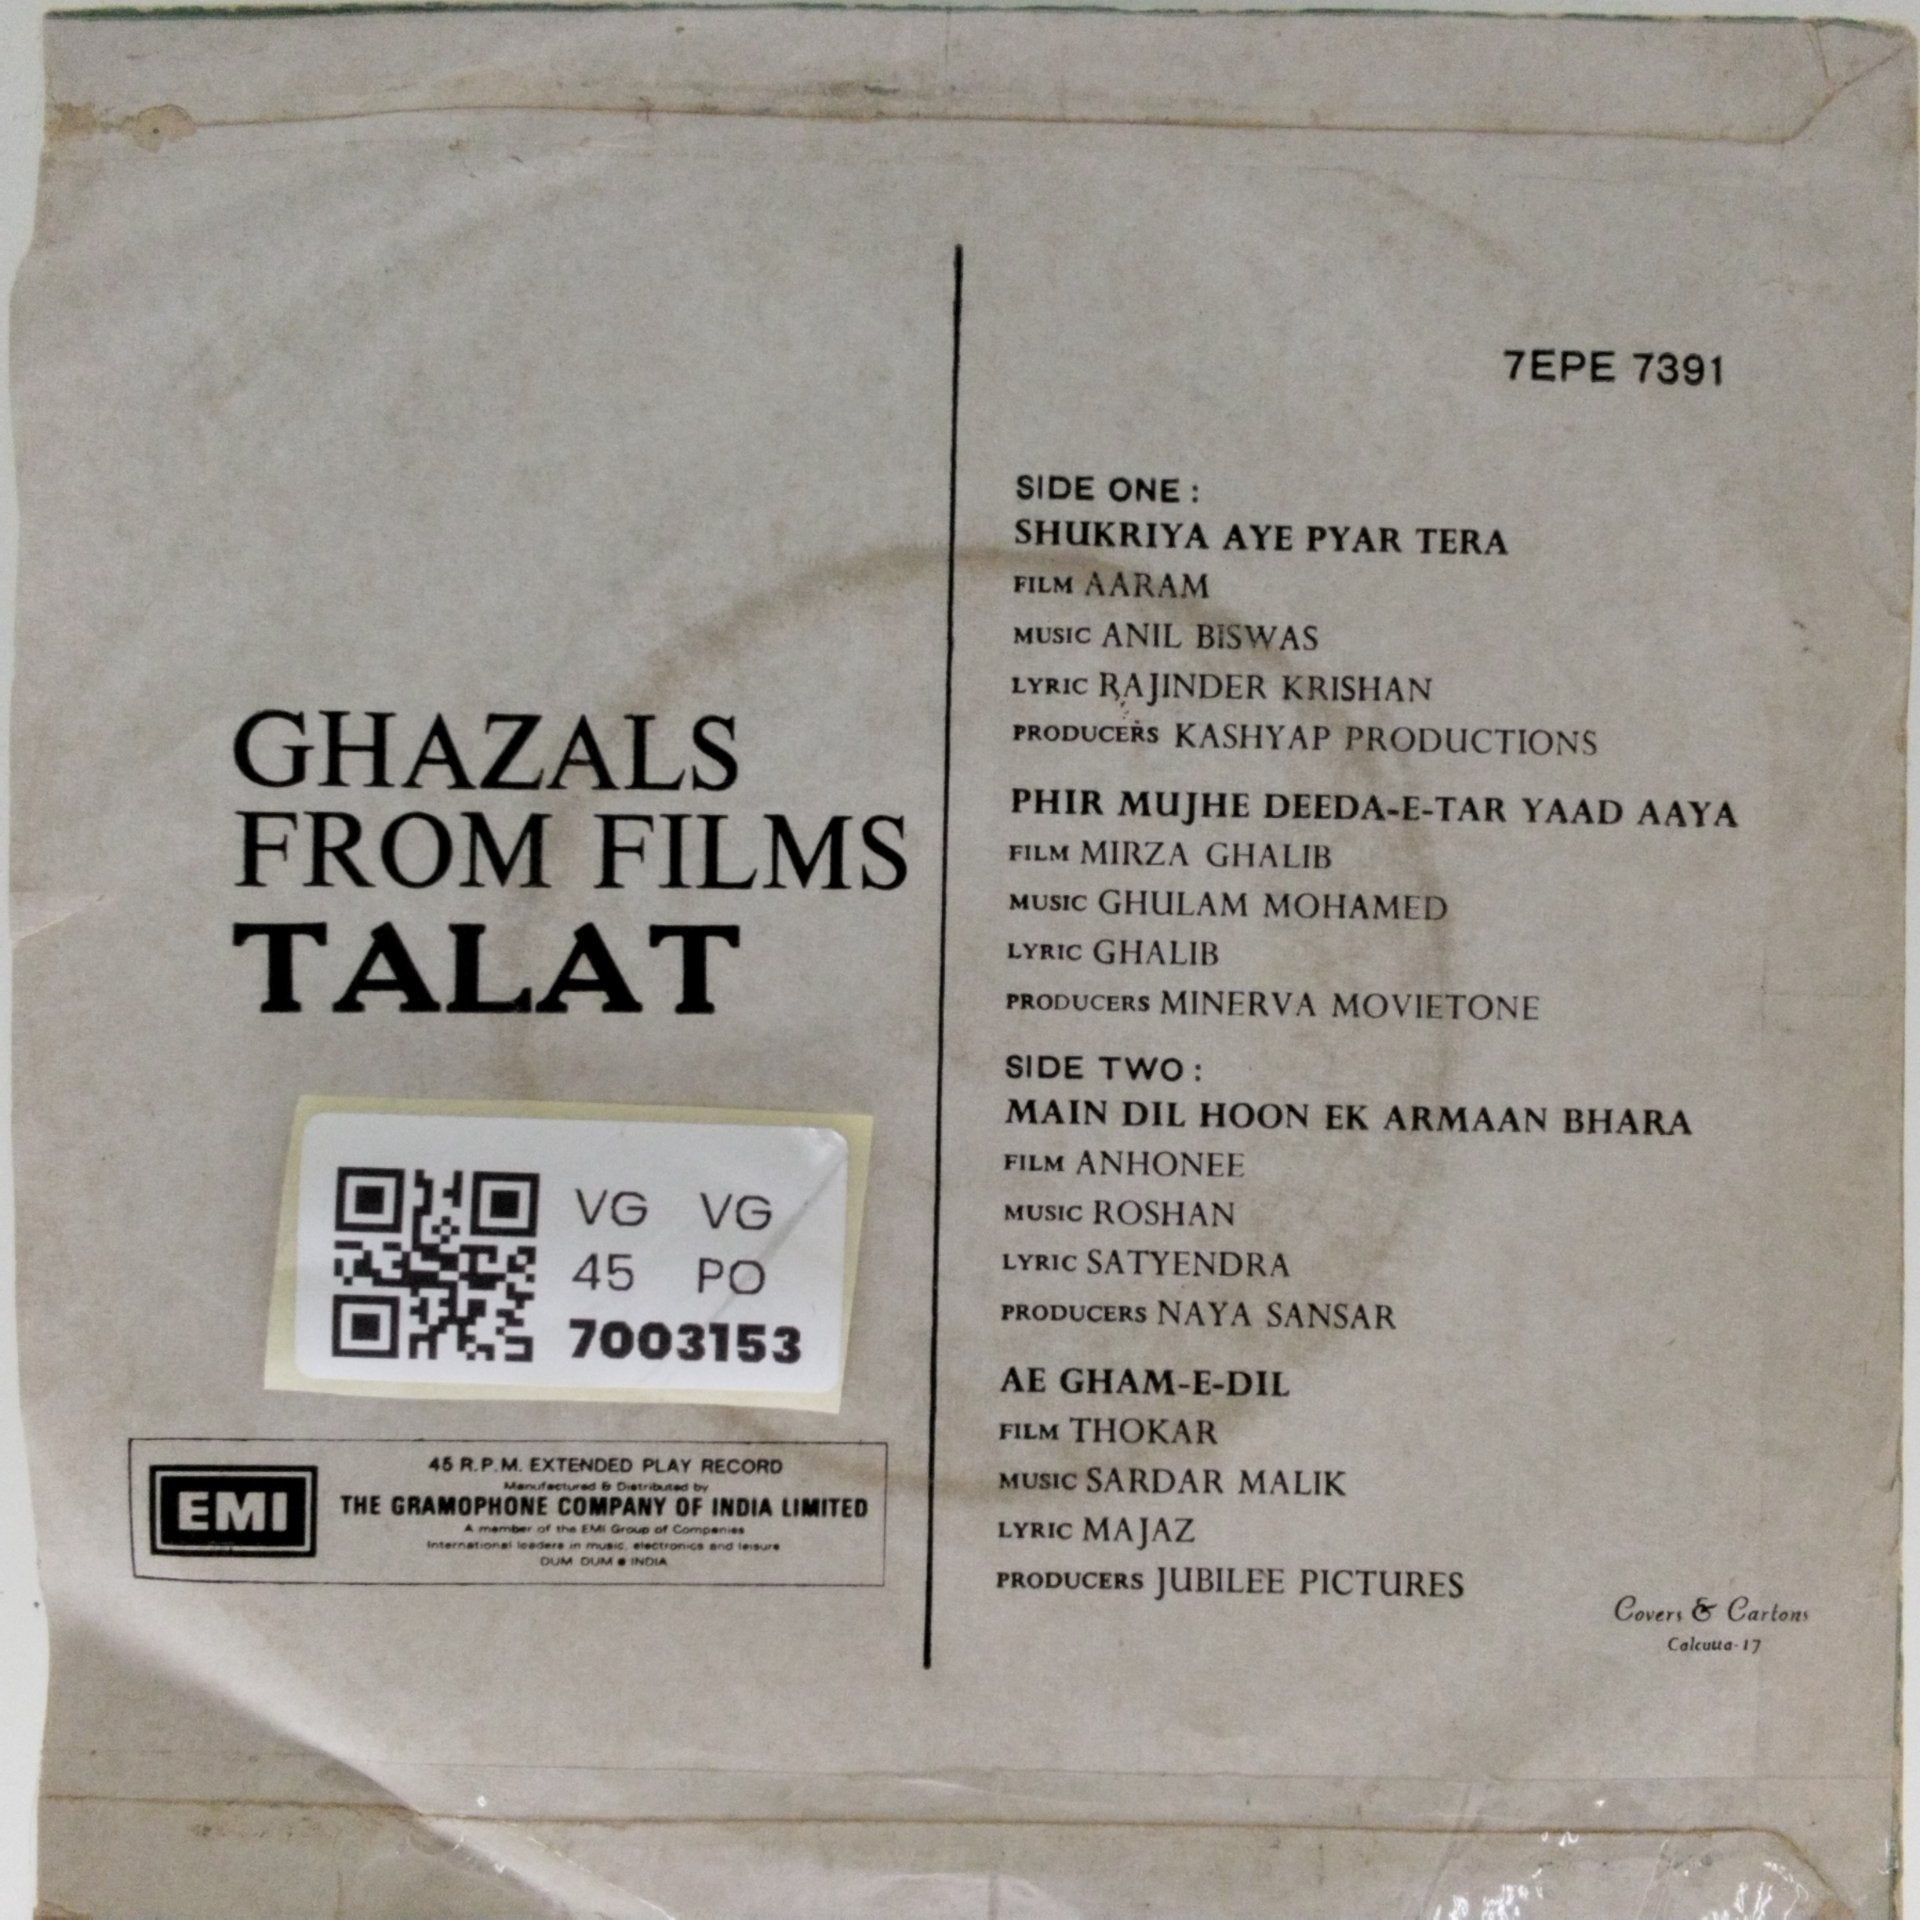 GHAZALS
FROM FILMS
TALAT
VG VG
45 PO
7003153
EMI
45 R.P.M. EXTENDED PLAY RECORD
Manufactured & Distributed by
THE GRAMOPHONE COMPANY OF INDIA LIMITED
A member of the EMI Group of Companies
International leaders in music, electronics and leisure
DUM DUM ● INDIA
7EPE 7391
SIDE ONE :
SHUKRIYA AYE PYAR TERA
FILM AARAM
MUSIC ANIL BISWAS
LYRIC RAJINDER KRISHAN
PRODUCERS KASHYAP PRODUCTIONS
PHIR MUJHE DEEDA-E-TAR YAAD AAYA
FILM MIRZA GHALIB
MUSIC GHULAM MOHAMED
LYRIC GHALIB
PRODUCERS MINERVA MOVIETONE
SIDE TWO :
MAIN DIL HOON EK ARMAAN BHARA
FILM ANHONEE
MUSIC ROSHAN
LYRIC SATYENDRA
PRODUCERS NAYA SANSAR
AE GHAM-E-DIL
FILM THOKAR
MUSIC SARDAR MALIK
LYRIC MAJAZ
PRODUCERS JUBILEE PICTURES
Covers & Cartons
Calcutta-17